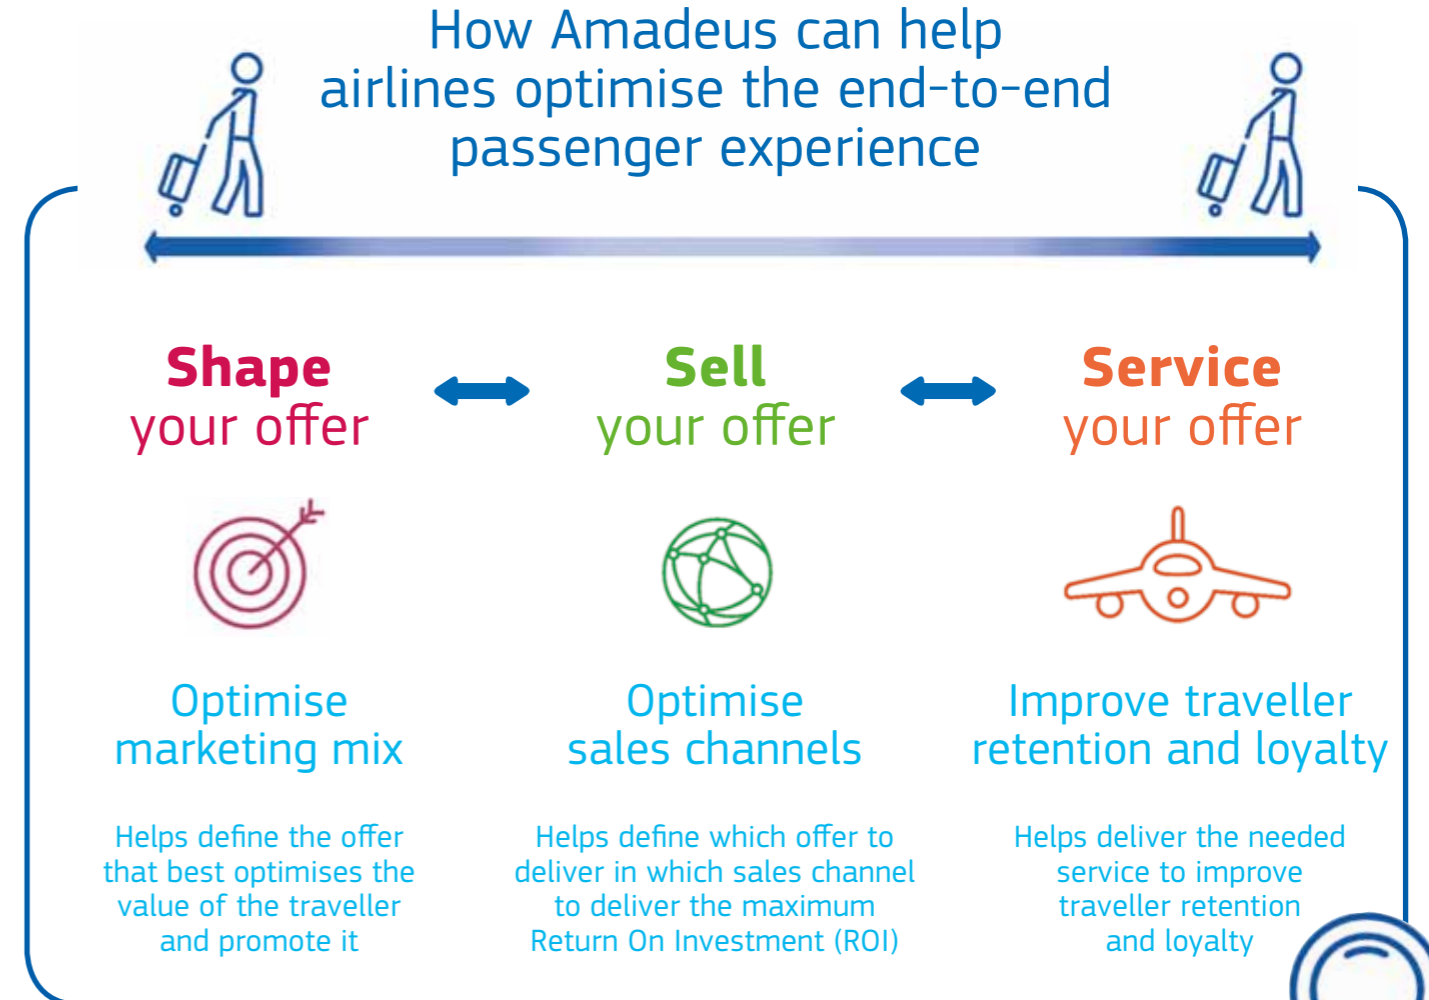 How Amadeus can help
airlines optimise the end-to-end
passenger experience
Shape
your offer
Sell
your offer
Service
your offer
Optimise
marketing mix
Optimise
sales channels
Improve traveller
retention and loyalty
Helps define the offer
that best optimises the
value of the traveller
and promote it
Helps define which offer to
deliver in which sales channel
to deliver the maximum
Return On Investment (ROI)
Helps deliver the needed
service to improve
traveller retention
and loyalty